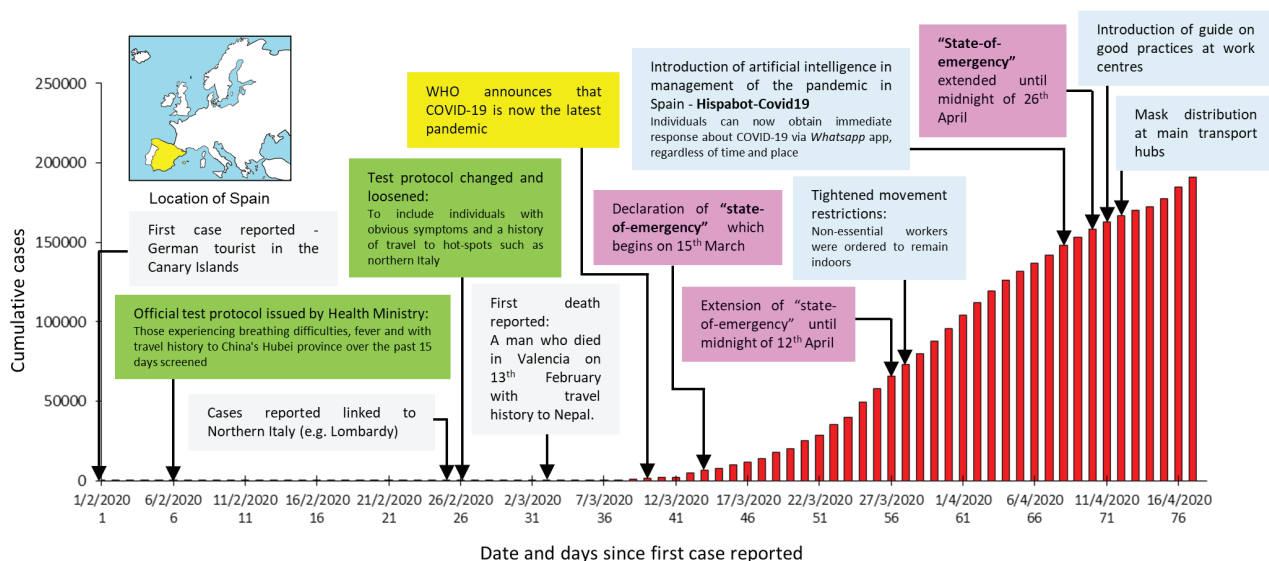 Location of Spain
First case reported -
German tourist in the
Canary Islands
Official test protocol issued by Health Ministry:
Those experiencing breathing difficulties, fever and with
travel history to China's Hubei province over the past 15
days screened
Cases reported linked to
Northern Italy (e.g. Lombardy)
Test protocol changed and
loosened:
To include individuals with
obvious symptoms and a history
of travel to hot-spots such as
northern Italy
WHO announces that
COVID-19 is now the latest
pandemic
First death
reported:
A man who died
in Valencia on
13th February
with travel
history to Nepal.
Declaration of "state-
of-emergency" which
begins on 15th March
Introduction of artificial intelligence in
management of the pandemic in
Spain - Hispabot-Covid19
Individuals can now obtain immediate
response about COVID-19 via Whatsapp app,
regardless of time and place
Extension of "state-
of-emergency" until
midnight of 12th April
Tightened movement
restrictions:
Non-essential workers
were ordered to remain
indoors
"State-of-
emergency"
extended until
midnight of 26th
April
Introduction of guide on
good practices at work
centres
Mask distribution
at main transport
hubs
Cumulative cases
250000
200000
150000
100000
50000
0
1/2/2020 6/2/2020 11/2/2020 16/2/2020 21/2/2020 26/2/2020 2/3/2020 7/3/2020 12/3/2020 17/3/2020 22/3/2020 27/3/2020 1/4/2020 6/4/2020 11/4/2020 16/4/2020
1 6 11 16 21 26 31 36 41 46 51 56 61 66 71 76
Date and days since first case reported